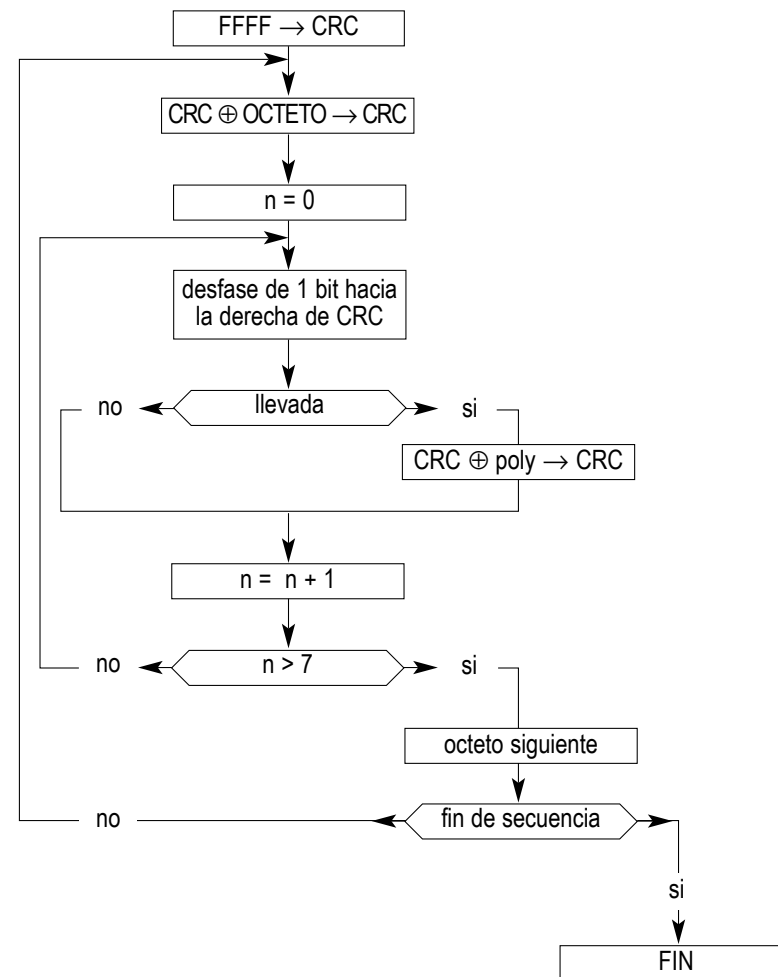 FFFF → CRC
CRC ⊕ OCTETO → CRC
n = 0
desfase de 1 bit hacia
la derecha de CRC
no
llevada
si
CRC ⊕ poly → CRC
n = n + 1
no
n > 7
si
octeto siguiente
no
fin de secuencia
si
FIN